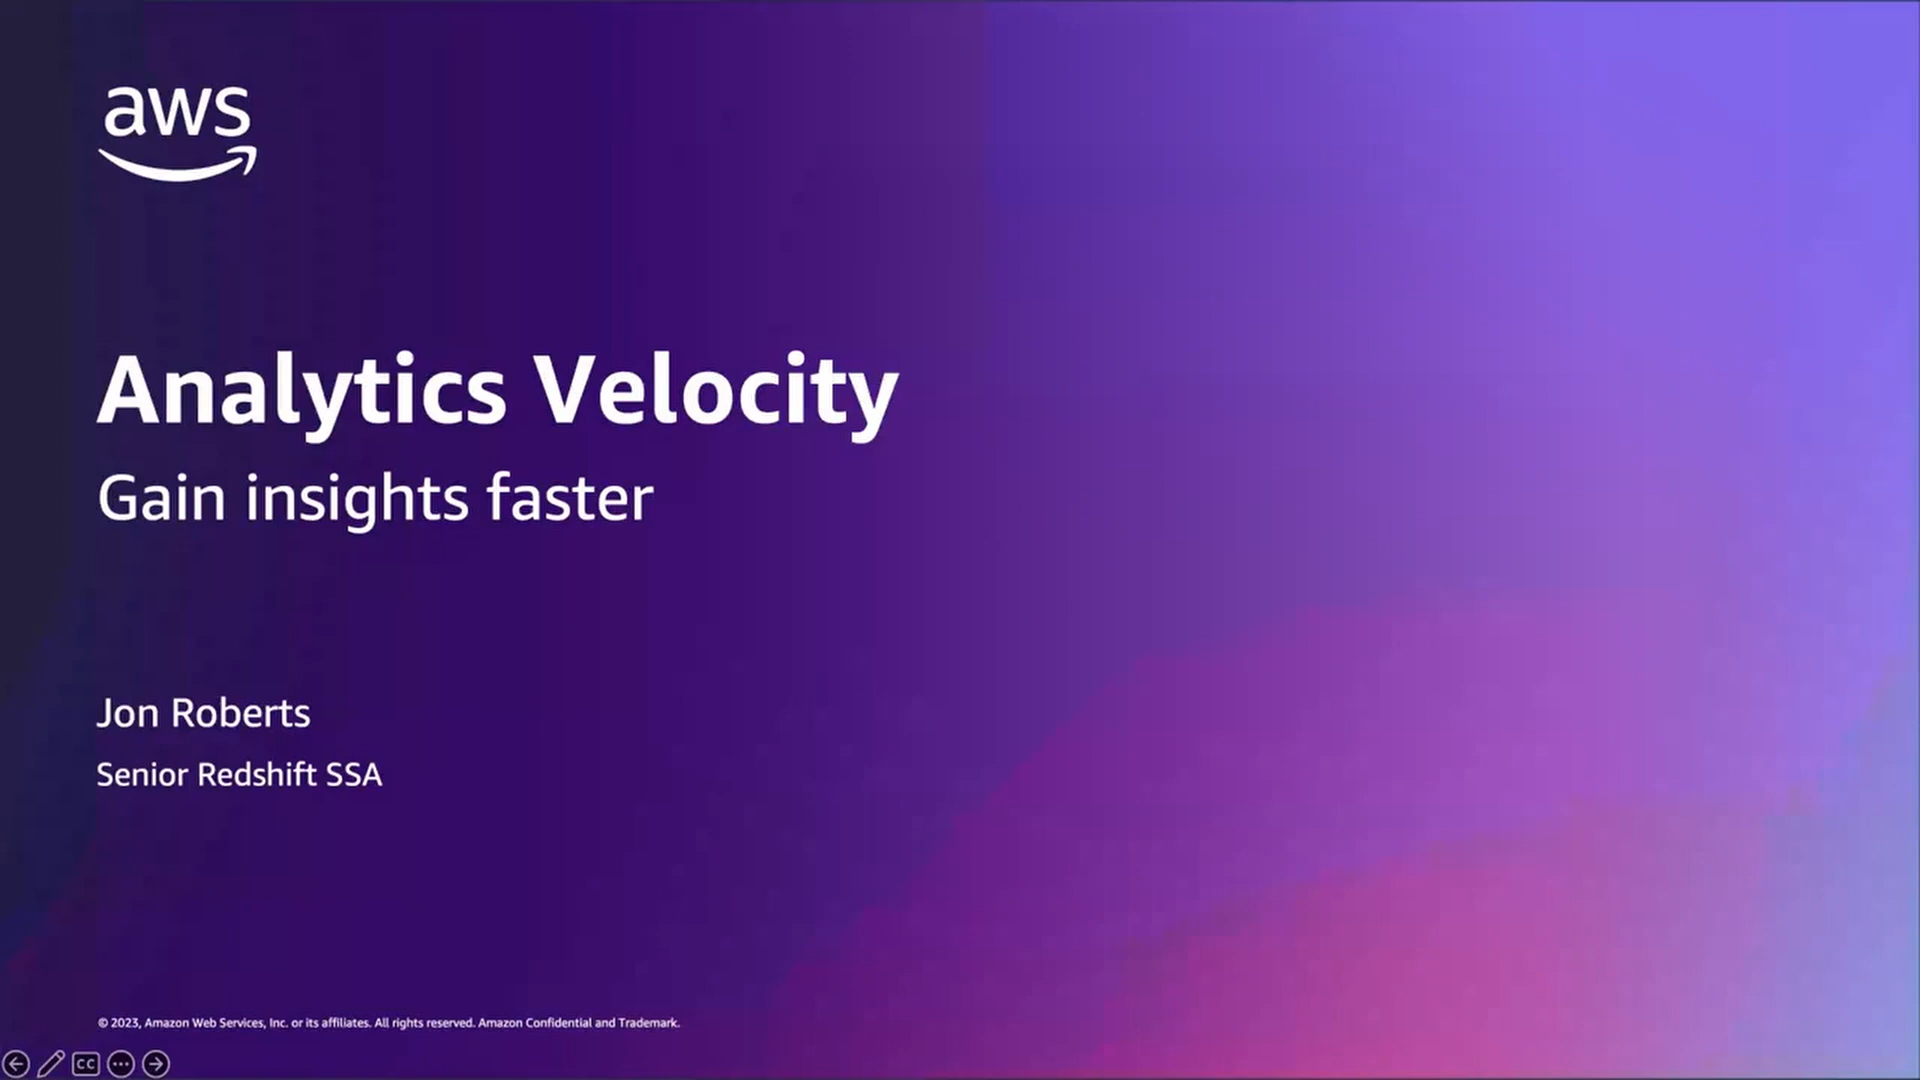 aws
Analytics Velocity
Gain insights faster
Jon Roberts
Senior Redshift SSA
© 2023, Amazon Web Services, Inc. or its affiliates. All rights reserved. Amazon Confidential and Trademark.
CC